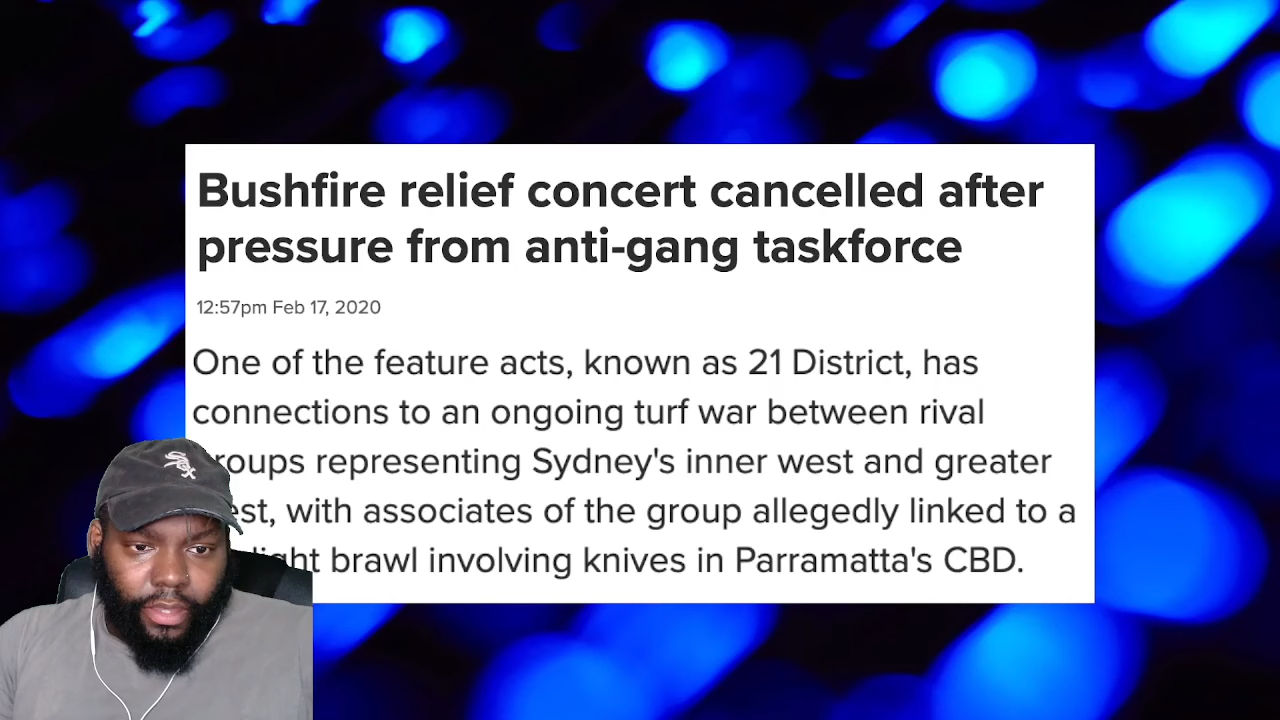 Bushfire relief concert cancelled after
pressure from anti-gang taskforce
12:57pm Feb 17, 2020
One of the feature acts, known as 21 District, has
connections to an ongoing turf war between rival
representing Sydney's inner west and greater
with associates of the group allegedly linked to a
brawl involving knives in Parramatta's CBD.
Sox